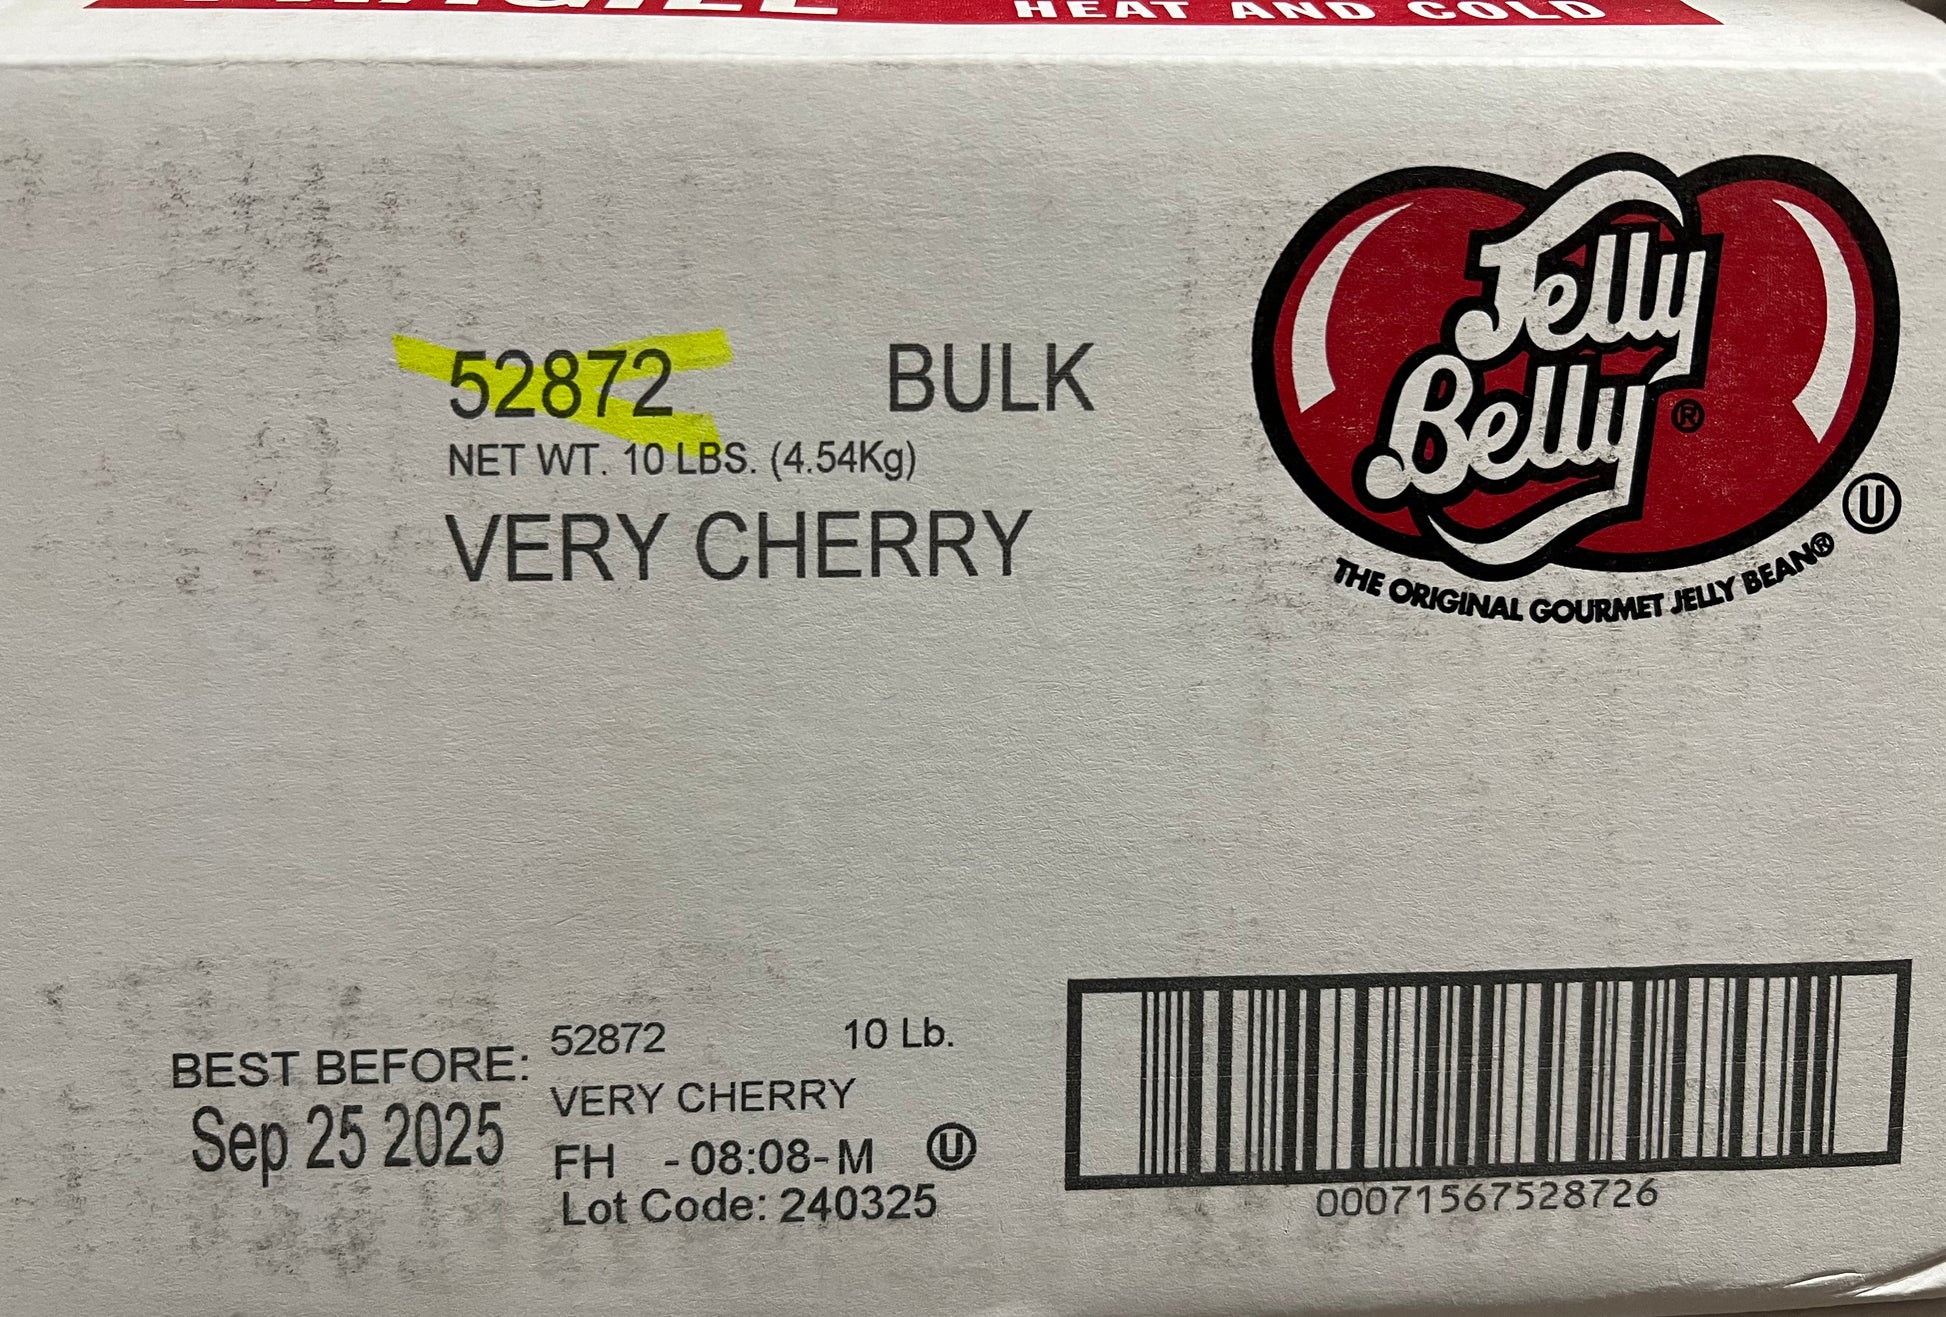 HEAT AND COLD
Jelly
Belly®
U
THE ORIGINAL GOURMET JELLY BEAN®
52872 BULK
NET WT. 10 LBS. (4.54Kg)
VERY CHERRY
BEST BEFORE:
Sep 25 2025
52872 10 Lb.
VERY CHERRY
FH -08:08-M U
Lot Code: 240325
00071567528726